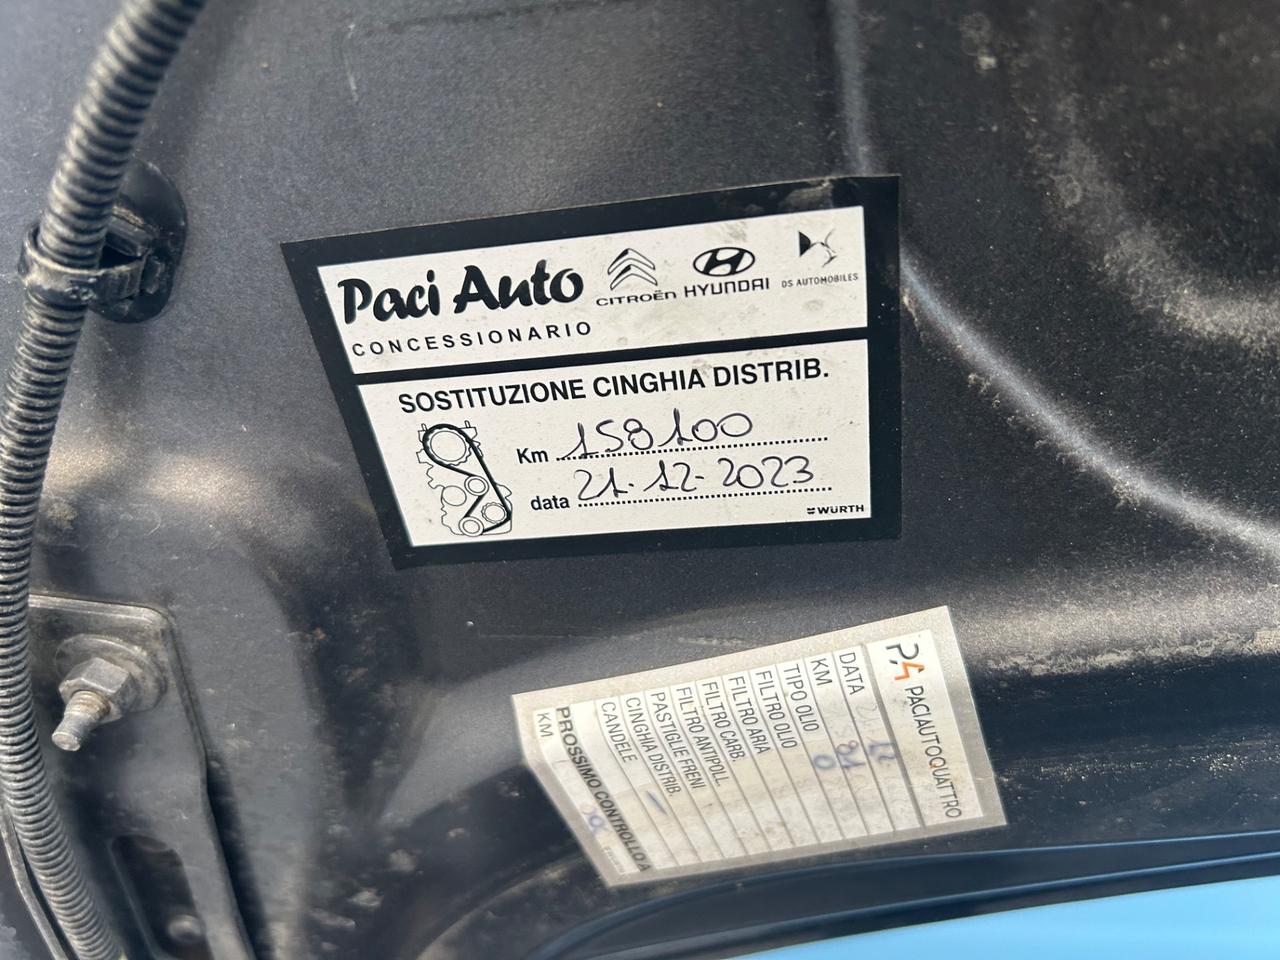 Paci Auto
CONCESSIONARIO
CITROËN HYUNDAI DS AUTOMOBILES
SOSTITUZIONE CINGHIA DISTRIB.
Km 158100
data 21-12-2023
WÜRTH
PACIAUTOQUATTRO
DATA
KM
TIPO OLIO
FILTRO OLIO
FILTRO ARIA
FILTRO CARB.
FILTRO ANTIPOLL.
PASTIGLIE FRENI
CINGHIA DISTRIB.
CANDELE
PROSSIMO CONTROLLO A
KM